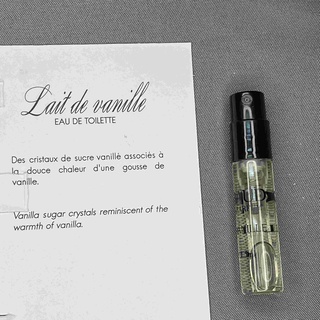 Lait de vanille
EAU DE TOILETTE
Des cristaux de sucre vanillé associés à
la douce chaleur d'une gousse de
vanille.
Vanilla sugar crystals reminiscent of the
warmth of vanilla.